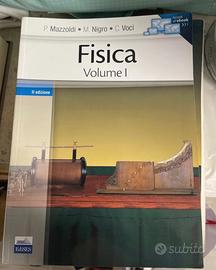 P. Mazzoldi • M. Nigro • C. Voci
Fisica
Volume I
II edizione
EdiSES
subito